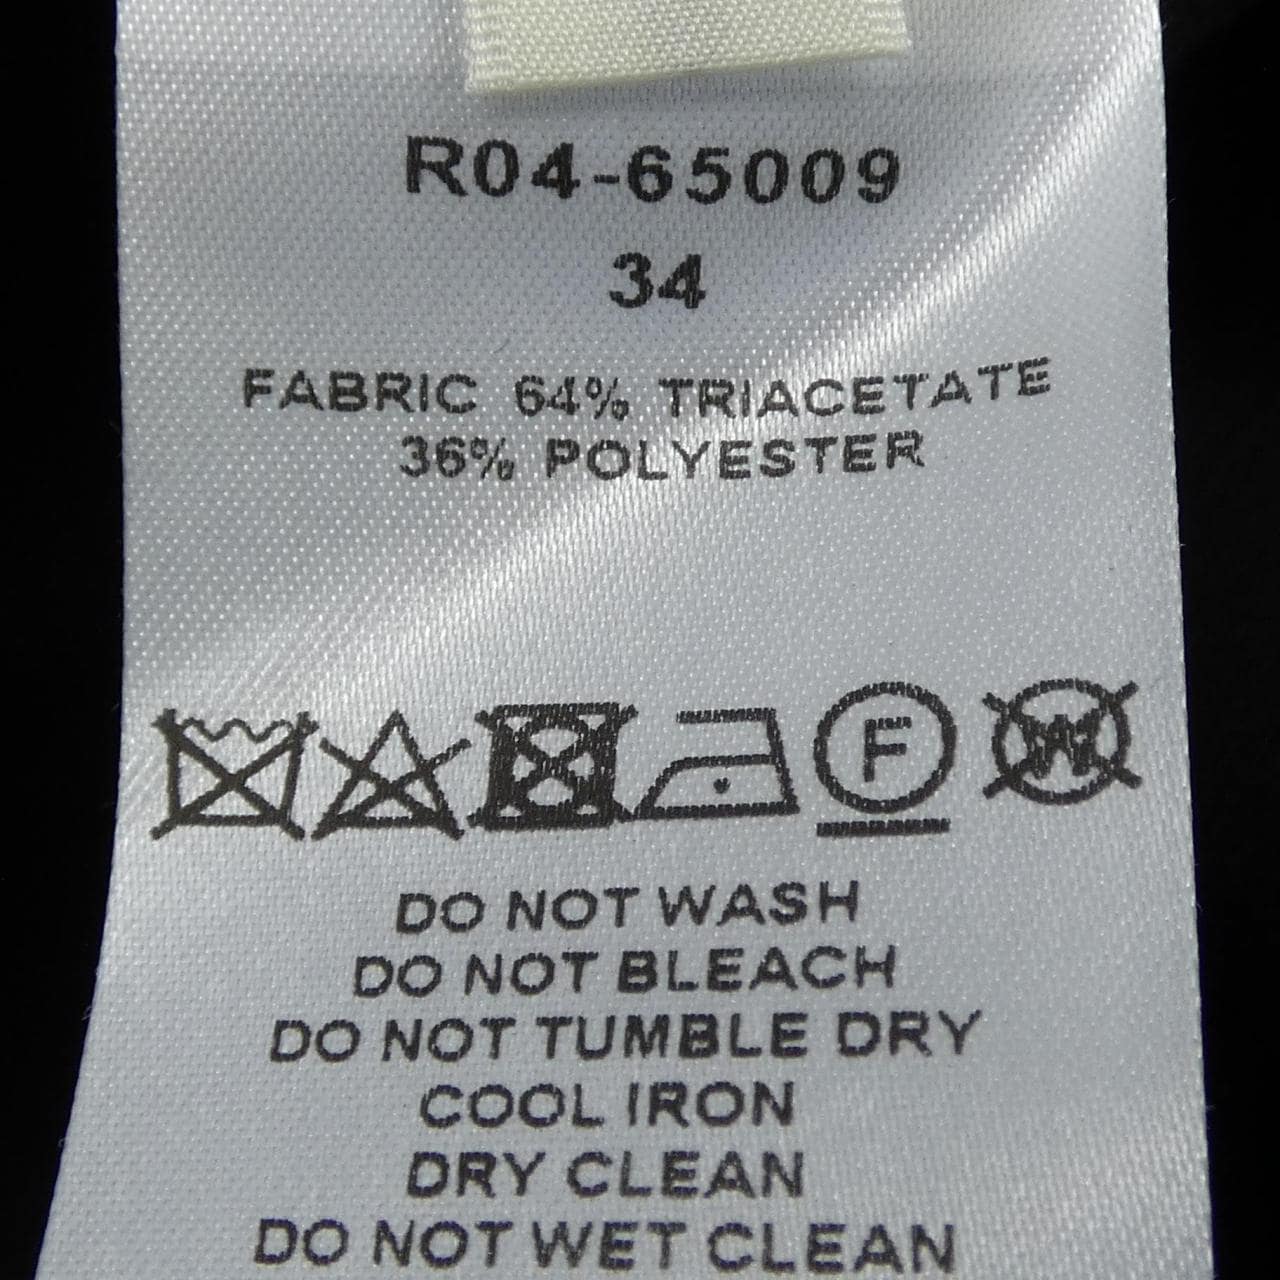 R04-65009
34
FABRIC 64% TRIACETATE
36% POLYESTER
F W
DO NOT WASH
DO NOT BLEACH
DO NOT TUMBLE DRY
COOL IRON
DRY CLEAN
DO NOT WET CLEAN